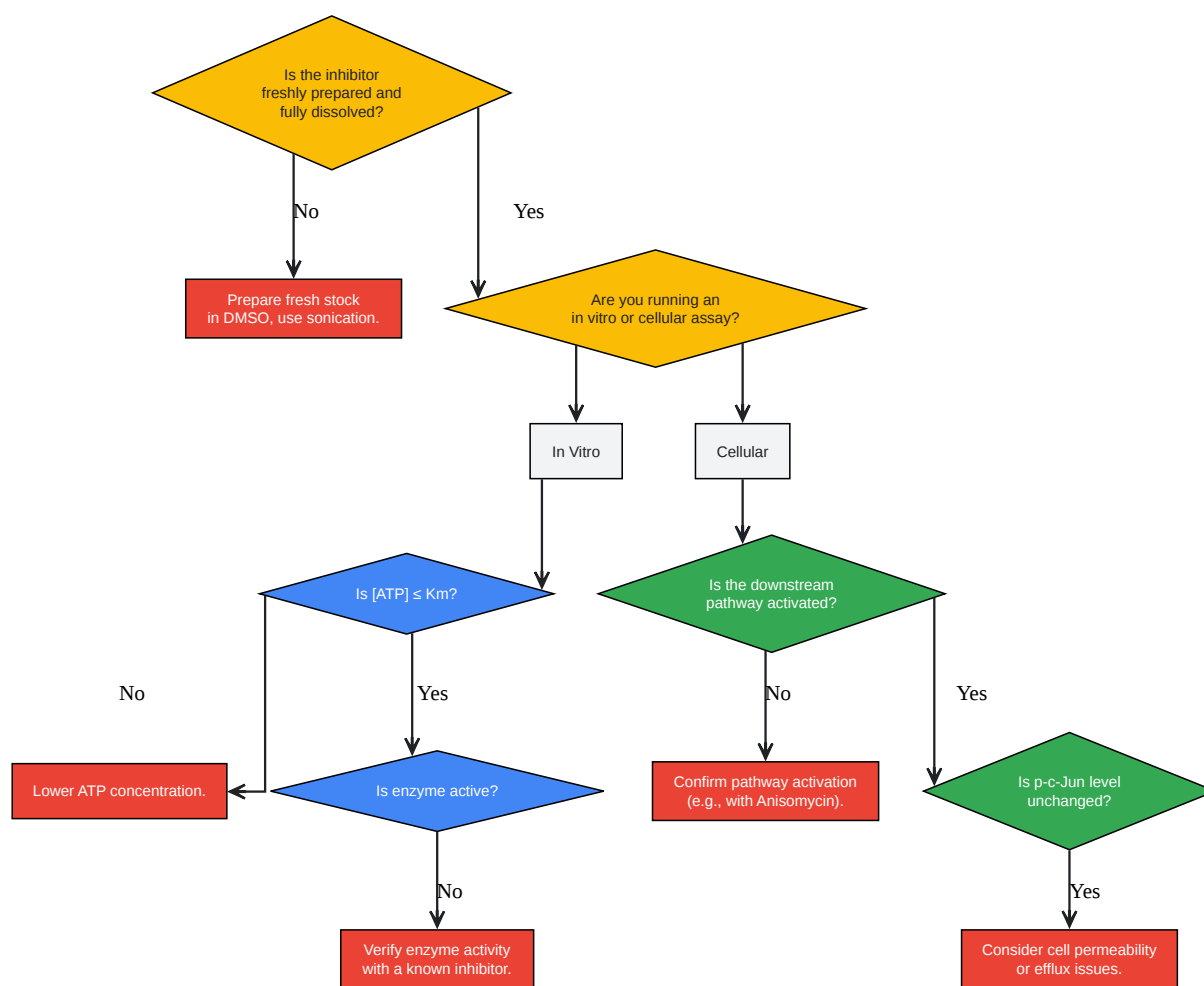 Is the inhibitor
freshly prepared and
fully dissolved?
No
Yes
Prepare fresh stock
in DMSO, use sonication.
Are you running an
in vitro or cellular assay?
In Vitro
Cellular
Is [ATP] ≤ Km?
Is the downstream
pathway activated?
No
Yes
No
Yes
Lower ATP concentration.
Is enzyme active?
Confirm pathway activation
(e.g., with Anisomycin).
Is p-c-Jun level
unchanged?
No
Yes
Verify enzyme activity
with a known inhibitor.
Consider cell permeability
or efflux issues.